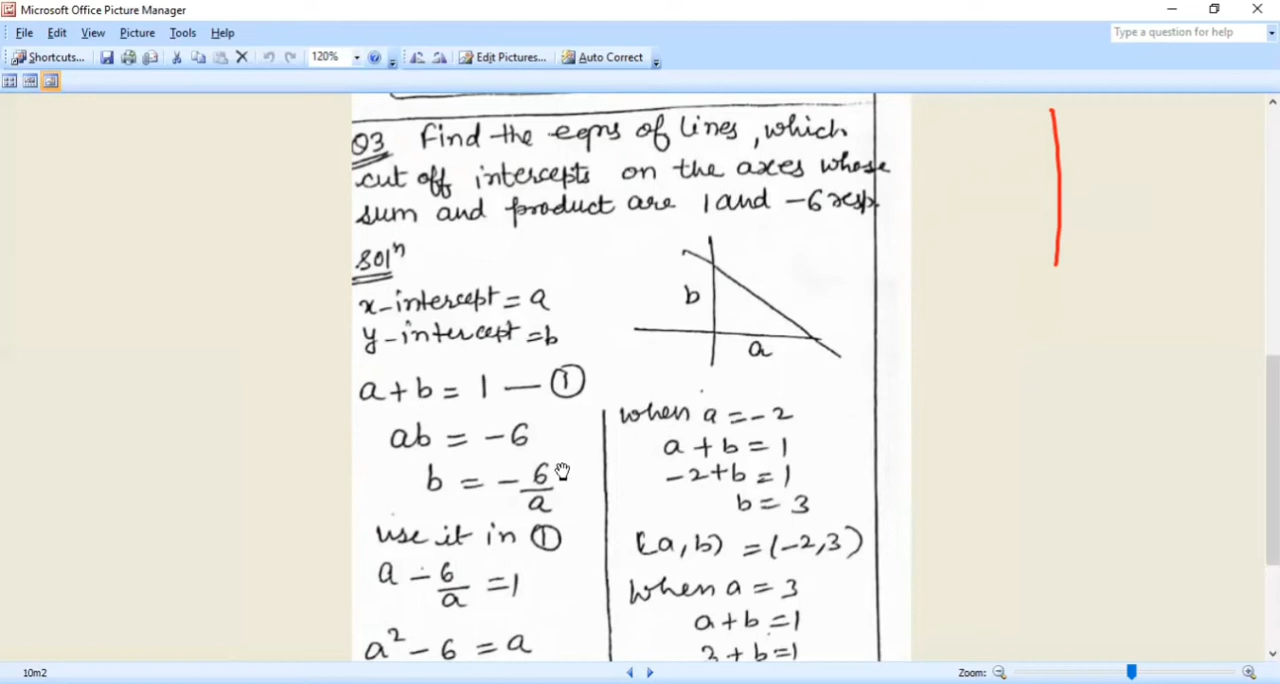 Microsoft Office Picture Manager
File Edit View Picture Tools Help
Type a question for help
Shortcuts... 120% Edit Pictures... Auto Correct
Q3 Find the eqns of lines, which
cut off intercepts on the axes whose
sum and product are 1 and -6 resp.
Solⁿ
x-intercept = a
y-intercept = b
b
a
a + b = 1 — ①
ab = -6
b = - 6/a
use it in ①
a - 6/a = 1
a² - 6 = a
when a = -2
a + b = 1
-2 + b = 1
b = 3
(a, b) = (-2, 3)
When a = 3
a + b = 1
3 + b = 1
10m2
Zoom: